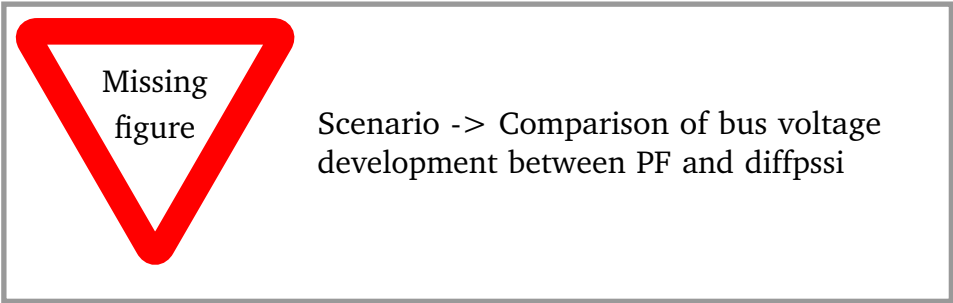 Missing
figure
Scenario -> Comparison of bus voltage
development between PF and diffpssi